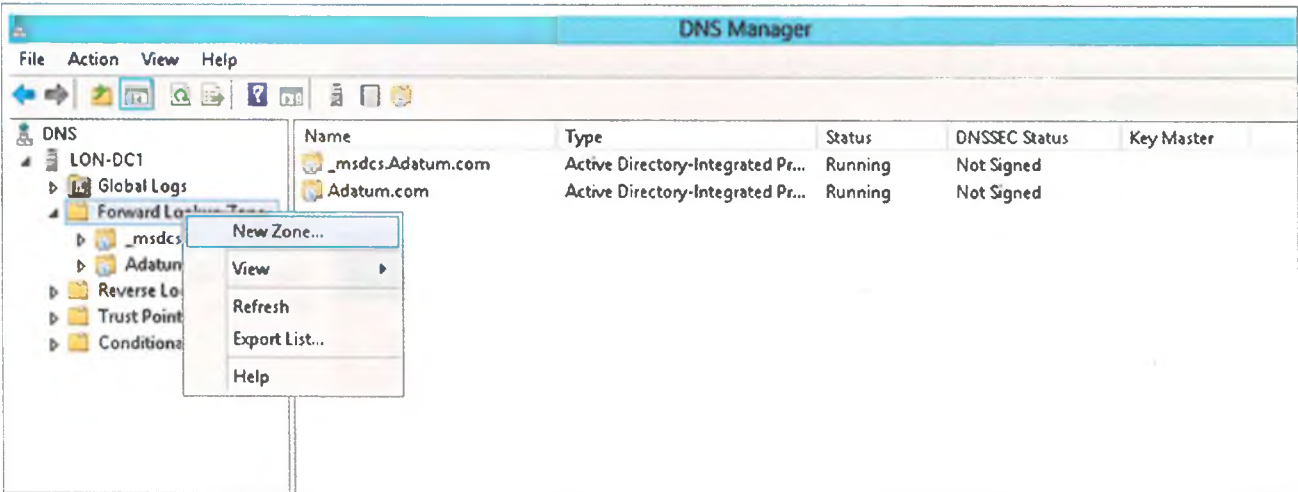 DNS Manager
File Action View Help
DNS
LON-DC1
Global Logs
Forward Lookup Zones
_msdcs
Adatum
Reverse Lo
Trust Point
Conditiona
New Zone...
View
Refresh
Export List...
Help
Name Type Status DNSSEC Status Key Master
_msdcs.Adatum.com Active Directory-Integrated Pr... Running Not Signed
Adatum.com Active Directory-Integrated Pr... Running Not Signed